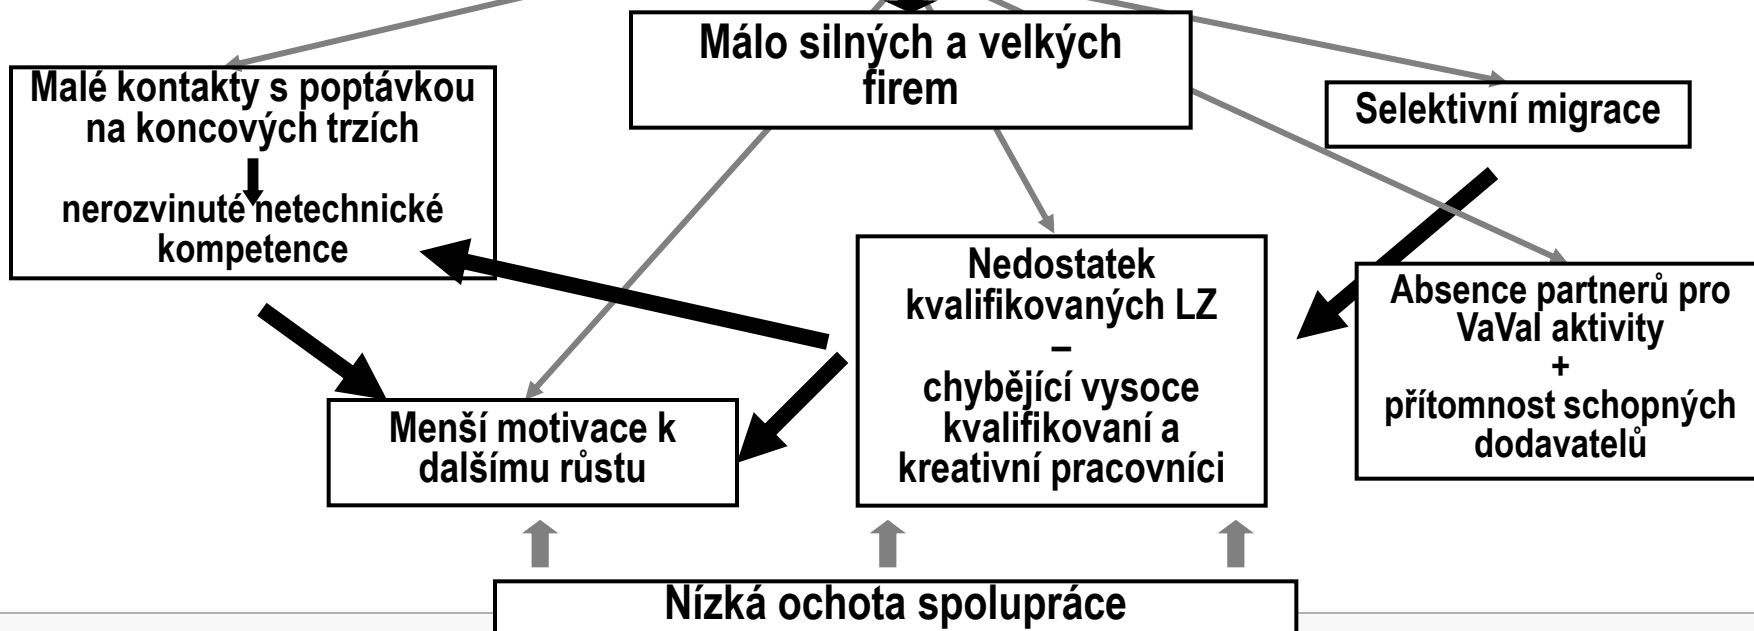 Málo silných a velkých
firem
Malé kontakty s poptávkou
na koncových trzích
nerozvinuté netechnické
kompetence
Selektivní migrace
Nedostatek
kvalifikovaných LZ
–
chybějící vysoce
kvalifikovaní a
kreativní pracovníci
Absence partnerů pro
VaVaI aktivity
+
přítomnost schopných
dodavatelů
Menší motivace k
dalšímu růstu
Nízká ochota spolupráce